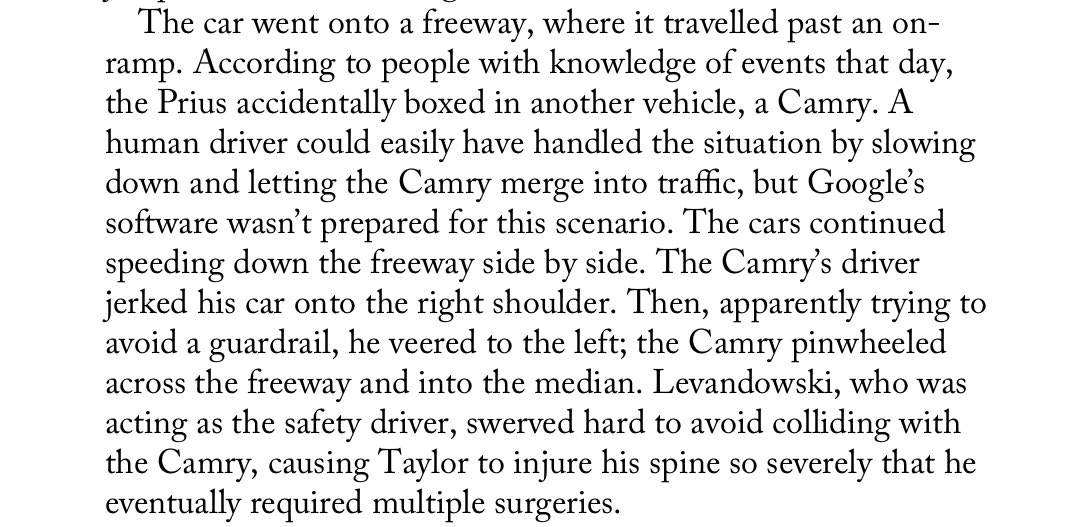 The car went onto a freeway, where it travelled past an on-
ramp. According to people with knowledge of events that day,
the Prius accidentally boxed in another vehicle, a Camry. A
human driver could easily have handled the situation by slowing
down and letting the Camry merge into traffic, but Google’s
software wasn’t prepared for this scenario. The cars continued
speeding down the freeway side by side. The Camry’s driver
jerked his car onto the right shoulder. Then, apparently trying to
avoid a guardrail, he veered to the left; the Camry pinwheeled
across the freeway and into the median. Levandowski, who was
acting as the safety driver, swerved hard to avoid colliding with
the Camry, causing Taylor to injure his spine so severely that he
eventually required multiple surgeries.